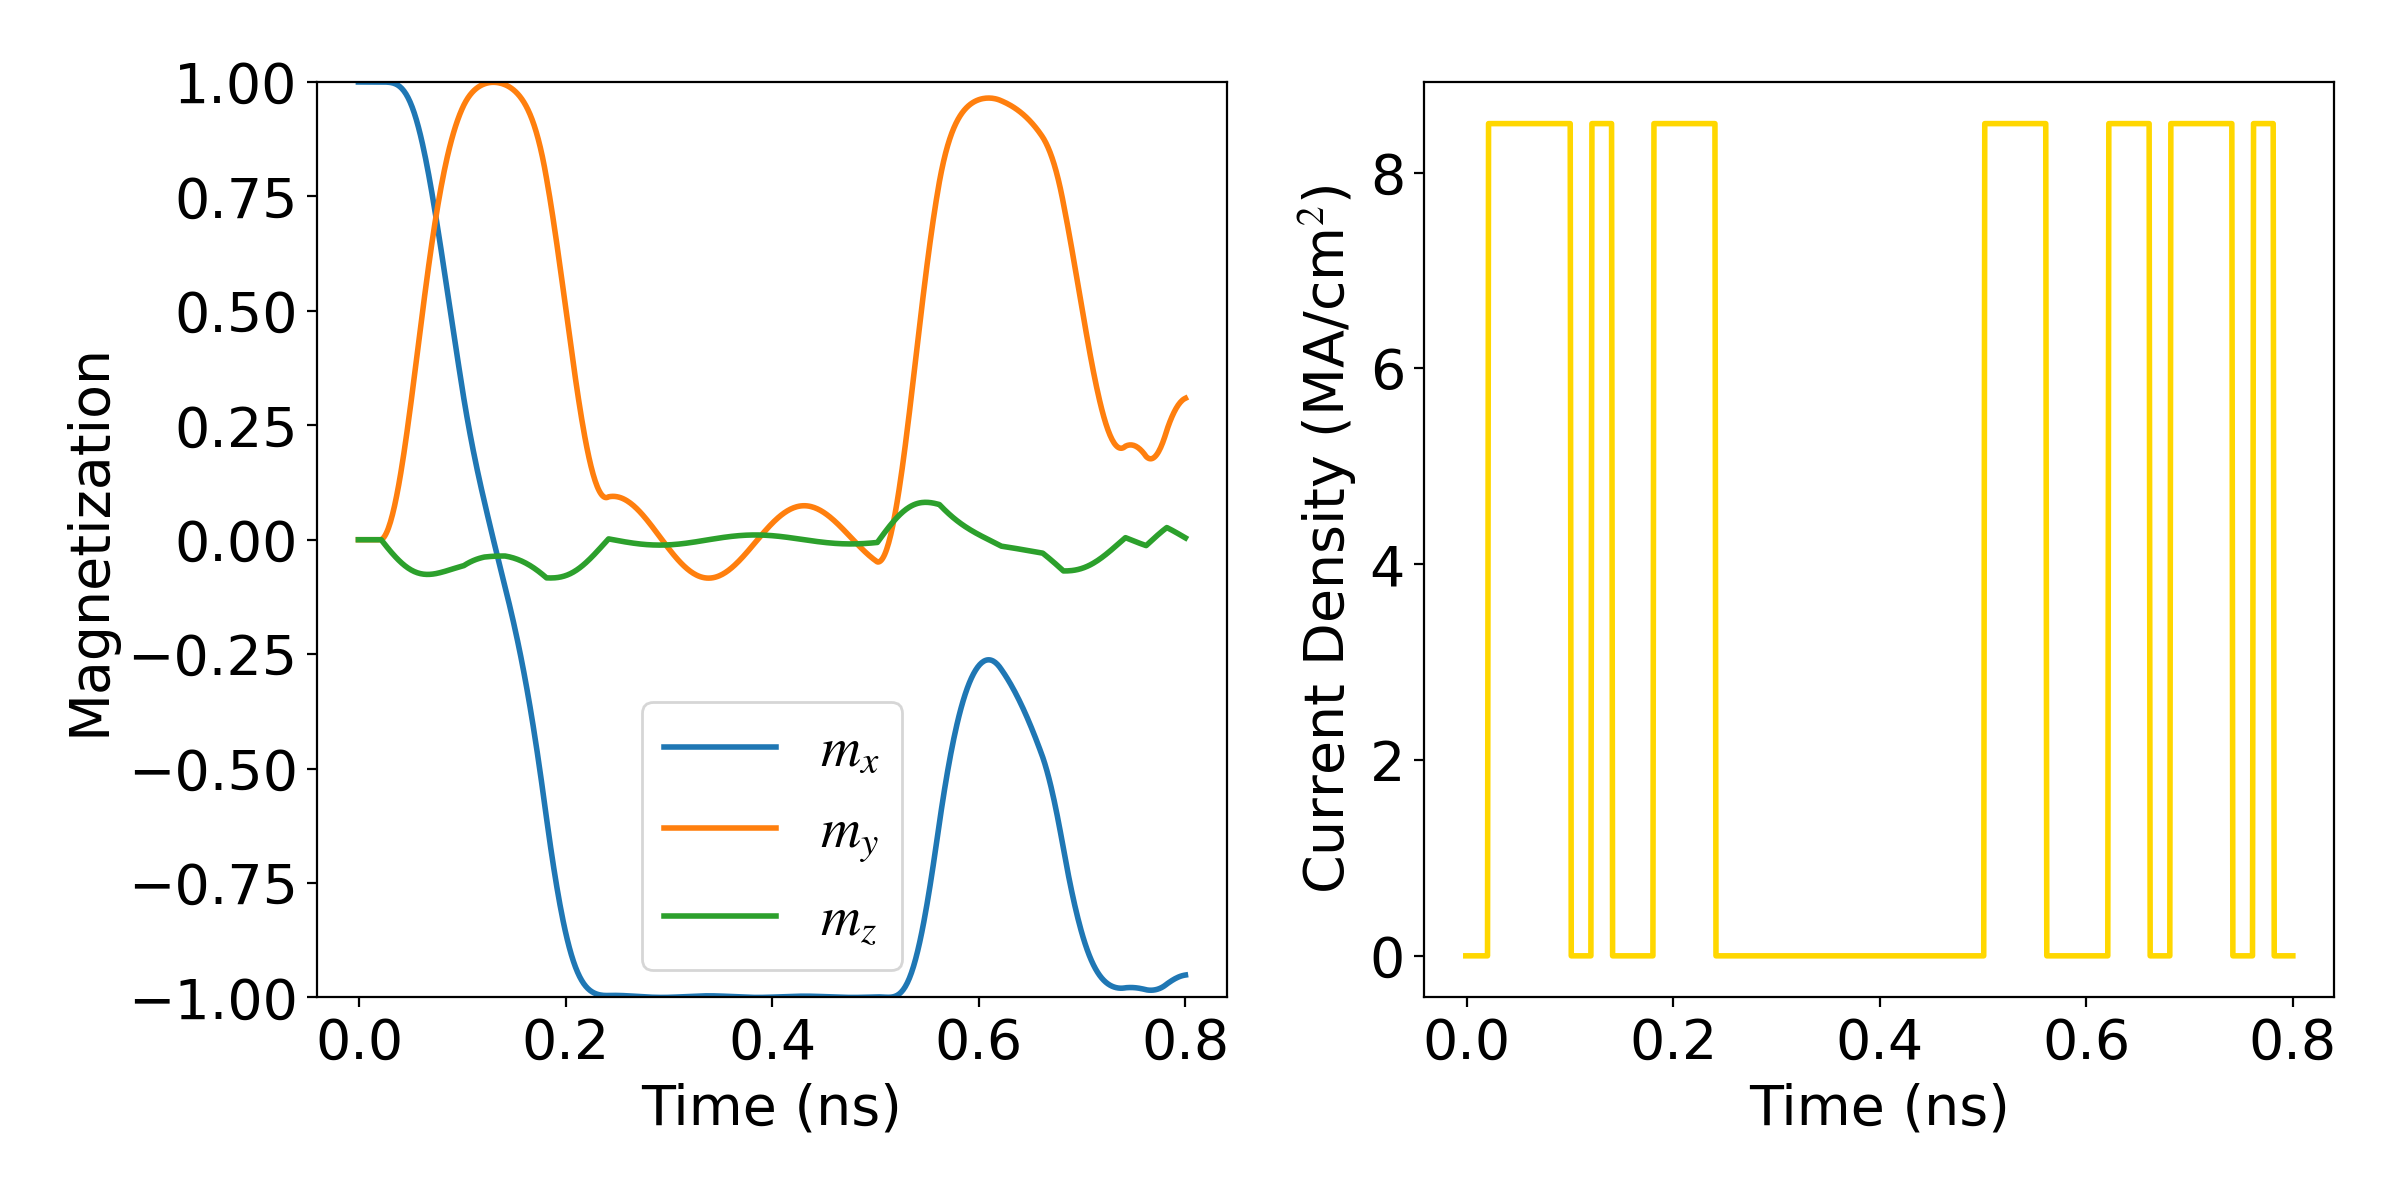 1.00
0.75
0.50
0.25
0.00
−0.25
−0.50
−0.75
−1.00
Magnetization
0.0 0.2 0.4 0.6 0.8
Time (ns)
m_x
m_y
m_z
8
6
4
2
0
Current Density (MA/cm²)
0.0 0.2 0.4 0.6 0.8
Time (ns)